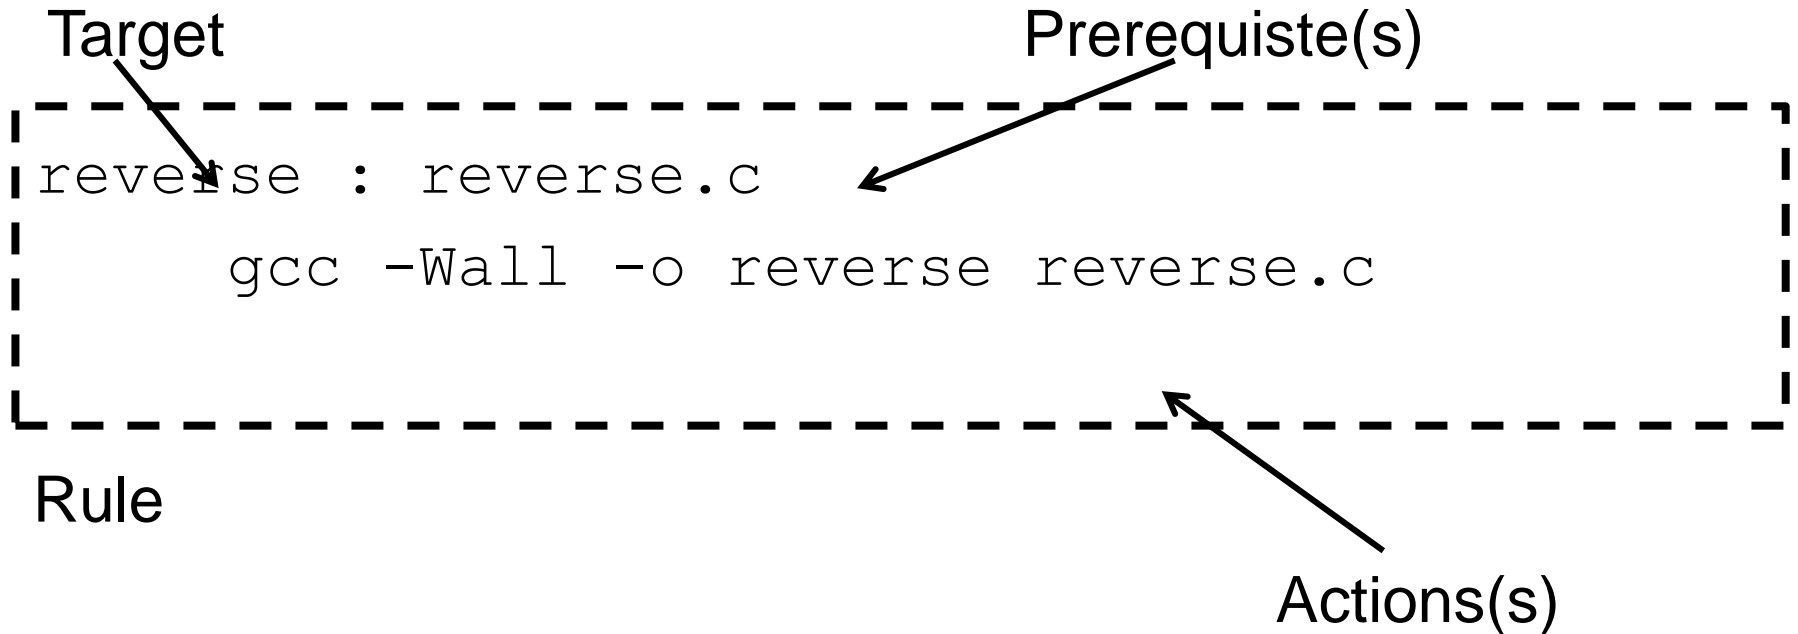 Target
Prerequiste(s)
reverse : reverse.c
gcc -Wall -o reverse reverse.c
Rule
Actions(s)